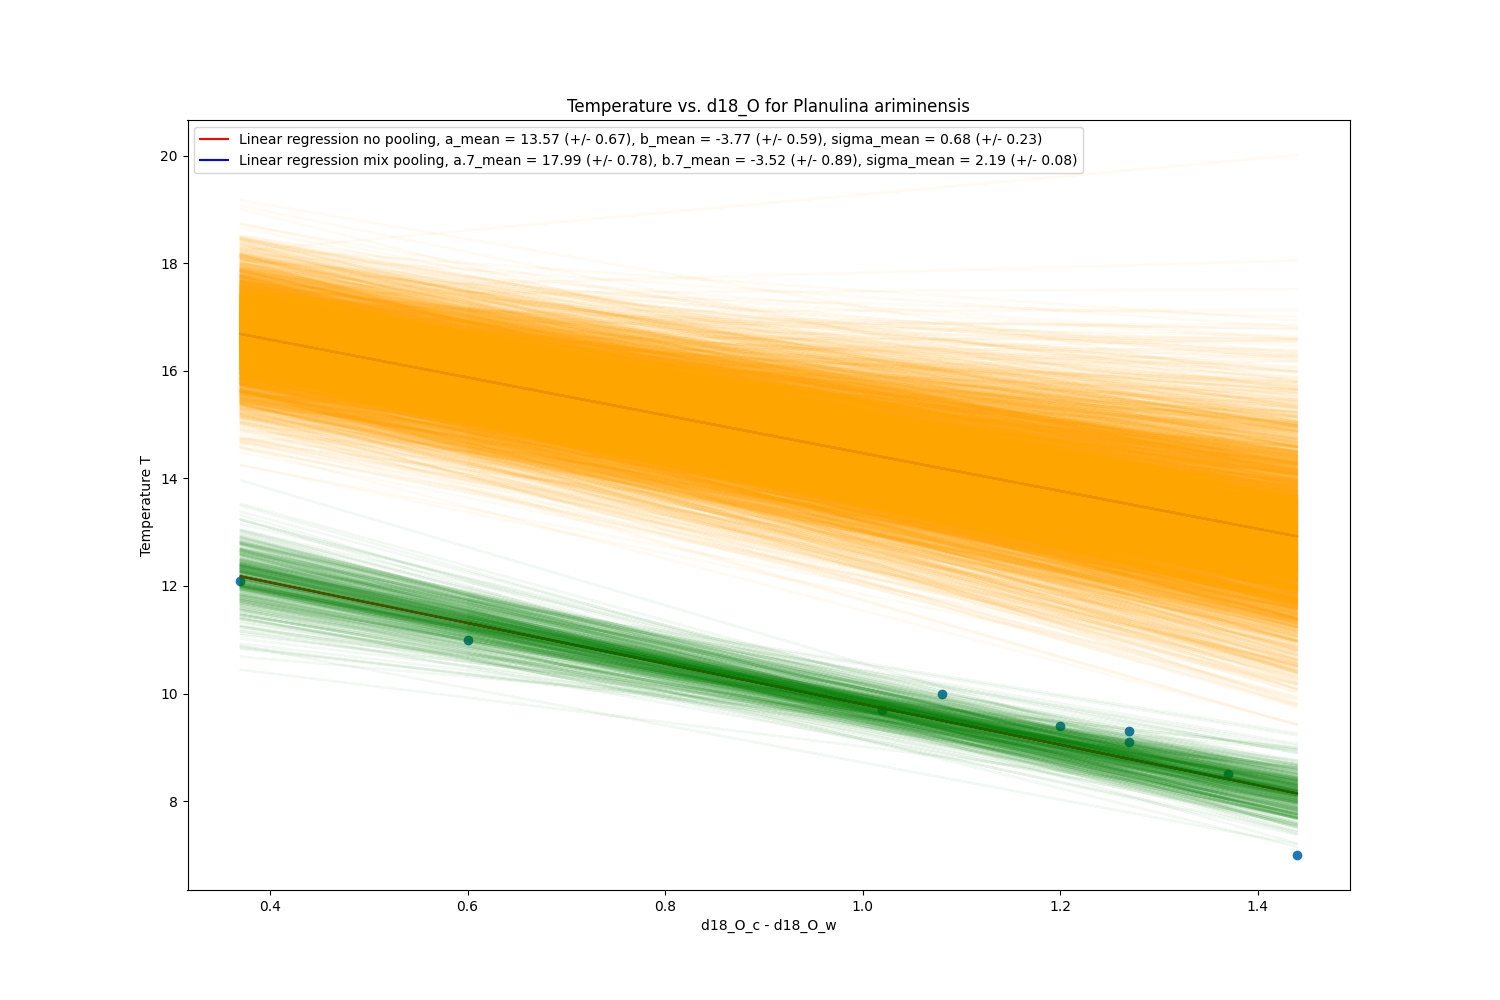 Temperature vs. d18_O for Planulina ariminensis
Linear regression no pooling, a_mean = 13.57 (+/- 0.67), b_mean = -3.77 (+/- 0.59), sigma_mean = 0.68 (+/- 0.23)
Linear regression mix pooling, a.7_mean = 17.99 (+/- 0.78), b.7_mean = -3.52 (+/- 0.89), sigma_mean = 2.19 (+/- 0.08)
20
18
16
14
12
10
8
Temperature T
0.4 0.6 0.8 1.0 1.2 1.4
d18_O_c - d18_O_w